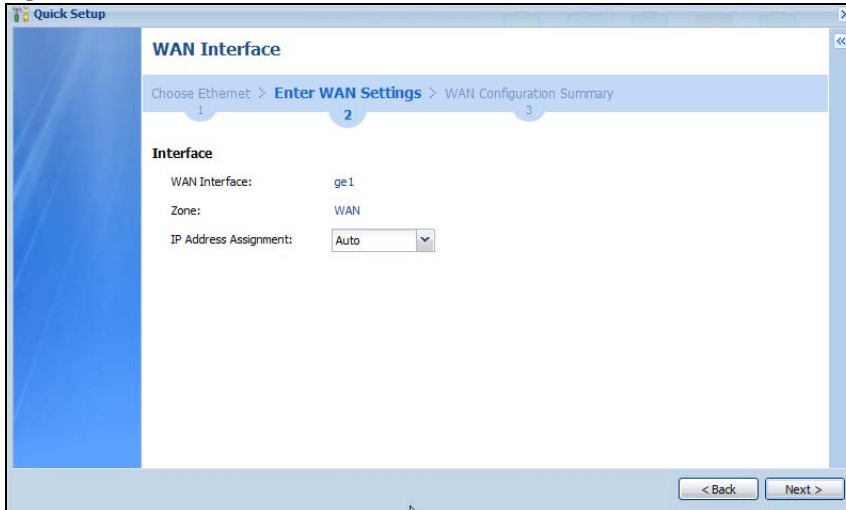 Quick Setup
WAN Interface
Choose Ethernet > Enter WAN Settings > WAN Configuration Summary
1 2 3
Interface
WAN Interface: ge1
Zone: WAN
IP Address Assignment: Auto
< Back Next >